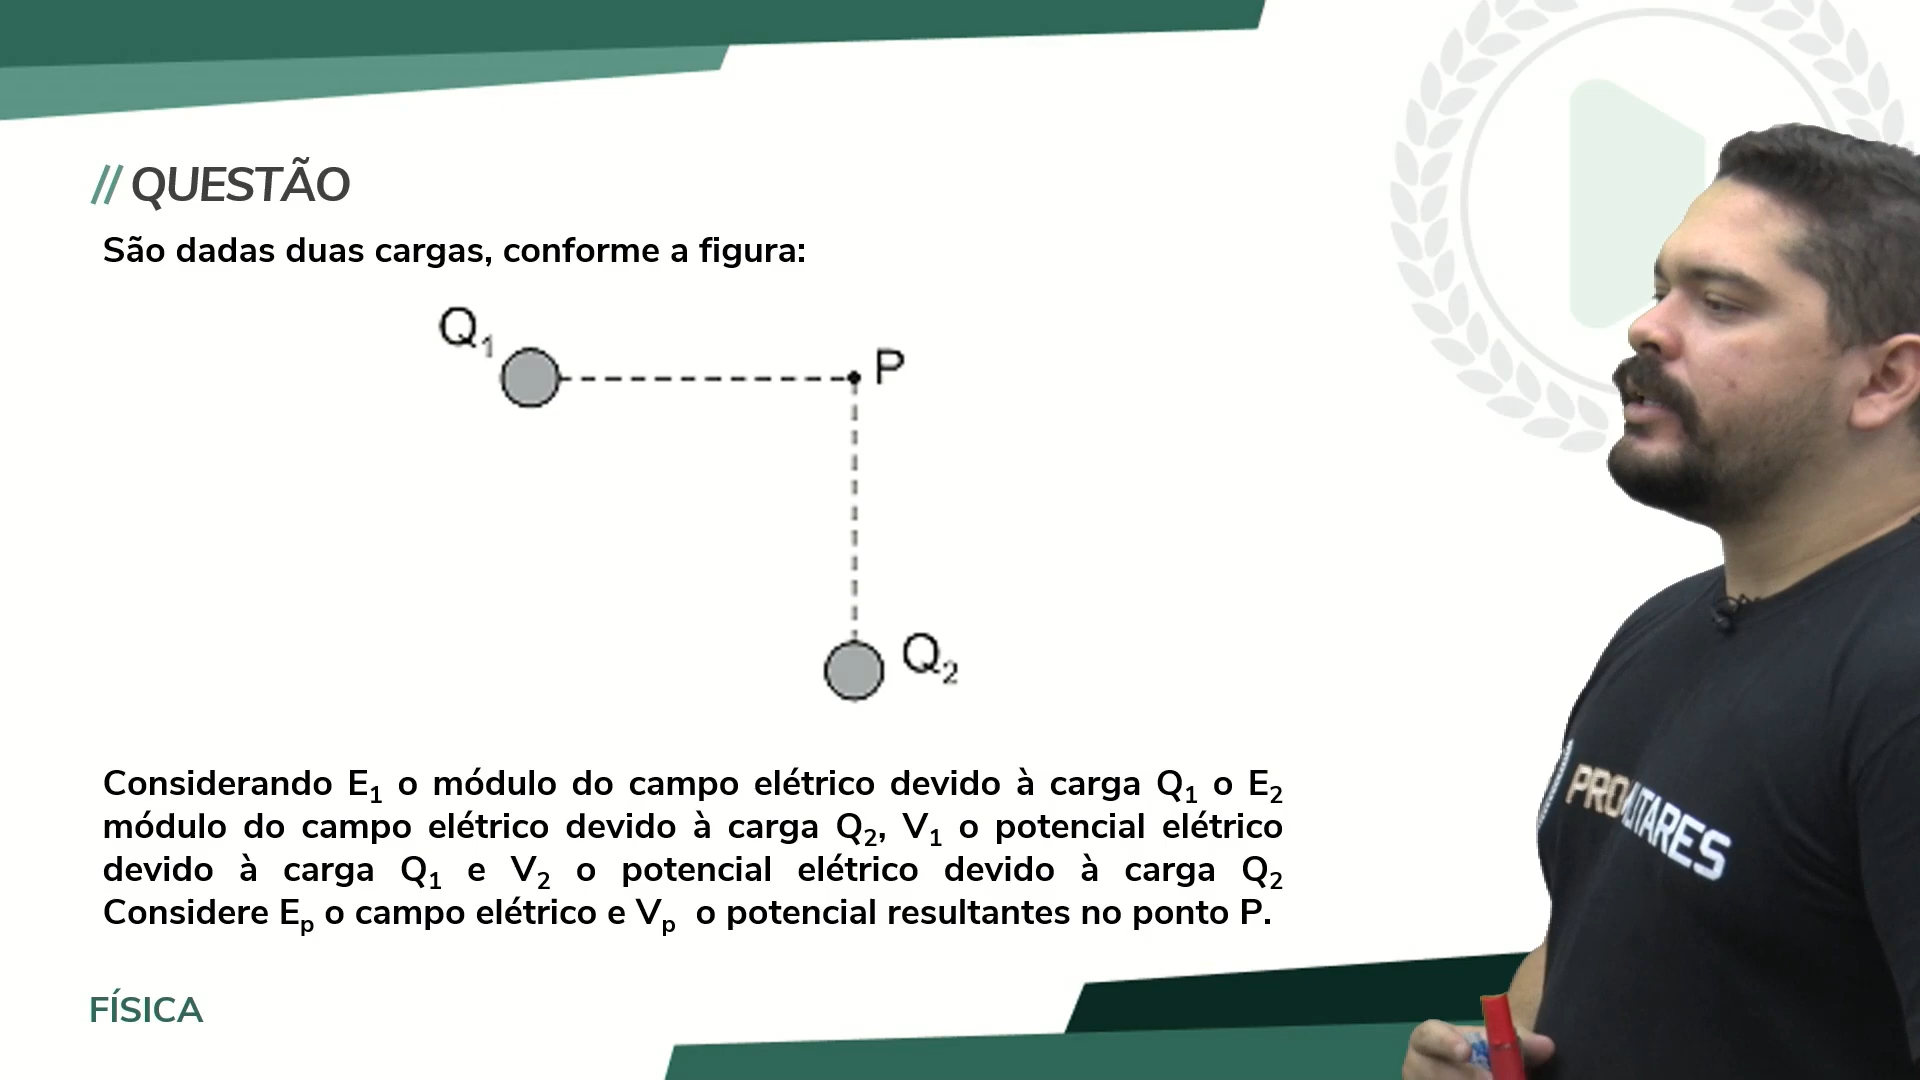 // QUESTÃO
São dadas duas cargas, conforme a figura:
Q₁
P
Q₂
Considerando E₁ o módulo do campo elétrico devido à carga Q₁ o E₂
módulo do campo elétrico devido à carga Q₂, V₁ o potencial elétrico
devido à carga Q₁ e V₂ o potencial elétrico devido à carga Q₂
Considere Eₚ o campo elétrico e Vₚ o potencial resultantes no ponto P.
PROMILITARES
FÍSICA